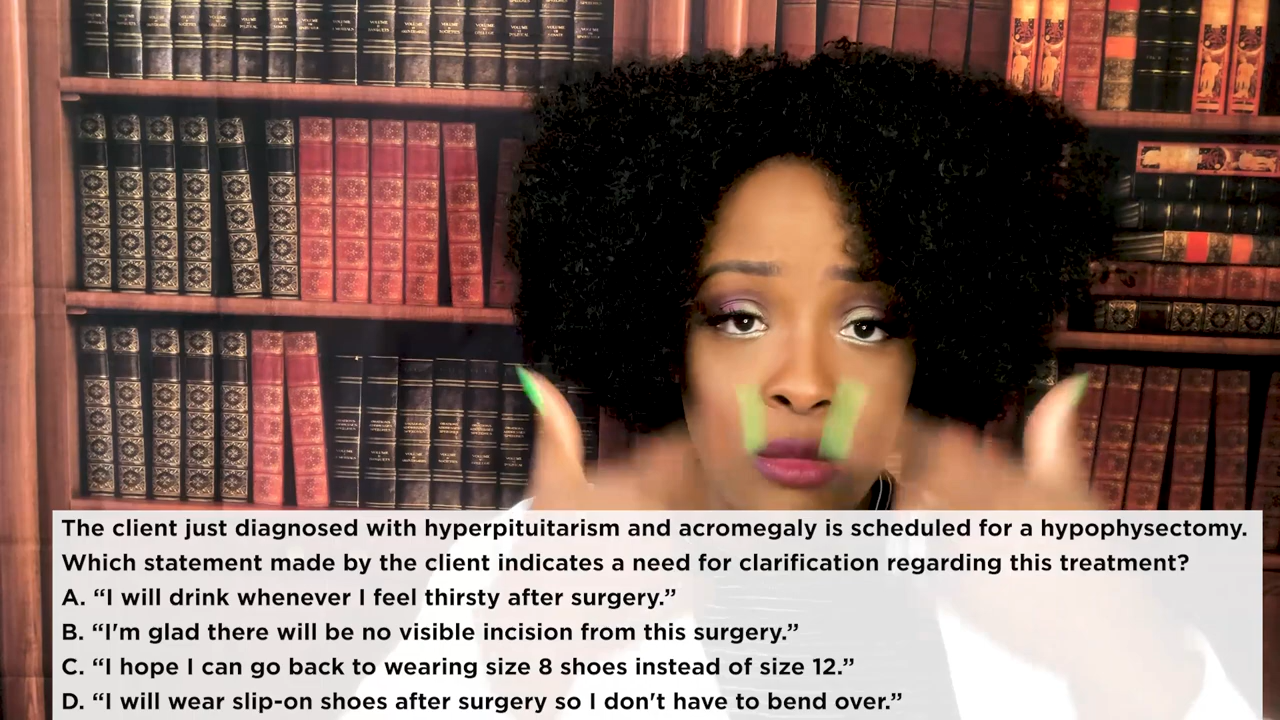 The client just diagnosed with hyperpituitarism and acromegaly is scheduled for a hypophysectomy.
Which statement made by the client indicates a need for clarification regarding this treatment?
A. “I will drink whenever I feel thirsty after surgery.”
B. “I'm glad there will be no visible incision from this surgery.”
C. “I hope I can go back to wearing size 8 shoes instead of size 12.”
D. “I will wear slip-on shoes after surgery so I don't have to bend over.”